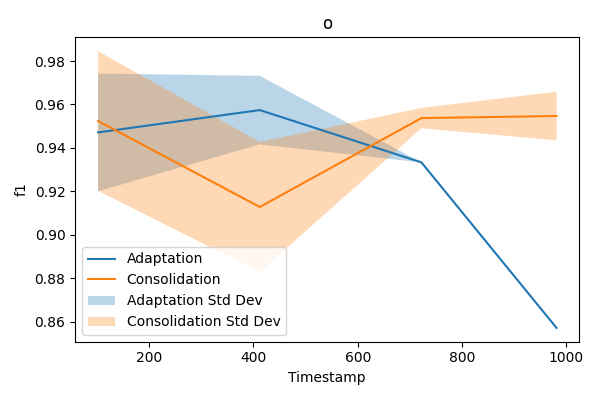 o
f1
0.98
0.96
0.94
0.92
0.90
0.88
0.86
Adaptation
Consolidation
Adaptation Std Dev
Consolidation Std Dev
200 400 600 800 1000
Timestamp